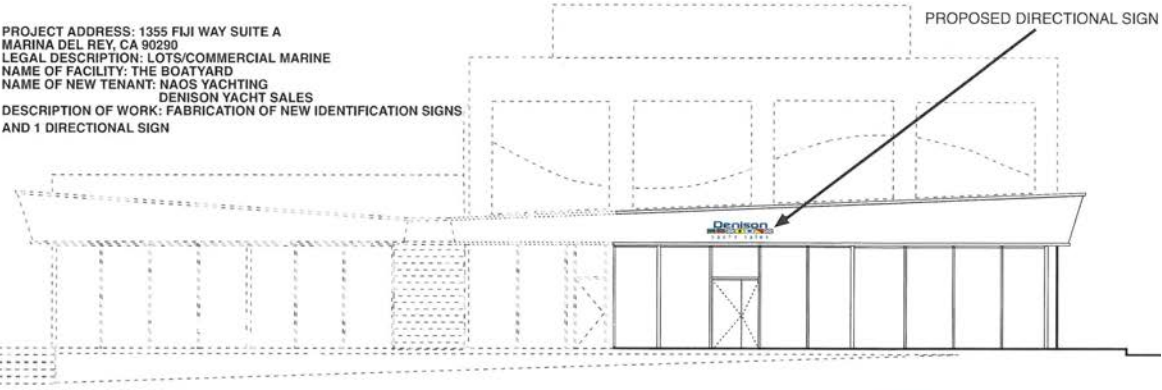 PROJECT ADDRESS: 1355 FIJI WAY SUITE A
MARINA DEL REY, CA 90290
LEGAL DESCRIPTION: LOTS/COMMERCIAL MARINE
NAME OF FACILITY: THE BOATYARD
NAME OF NEW TENANT: NAOS YACHTING
DENISON YACHT SALES
DESCRIPTION OF WORK: FABRICATION OF NEW IDENTIFICATION SIGNS
AND 1 DIRECTIONAL SIGN
PROPOSED DIRECTIONAL SIGN
Denison
yacht sales